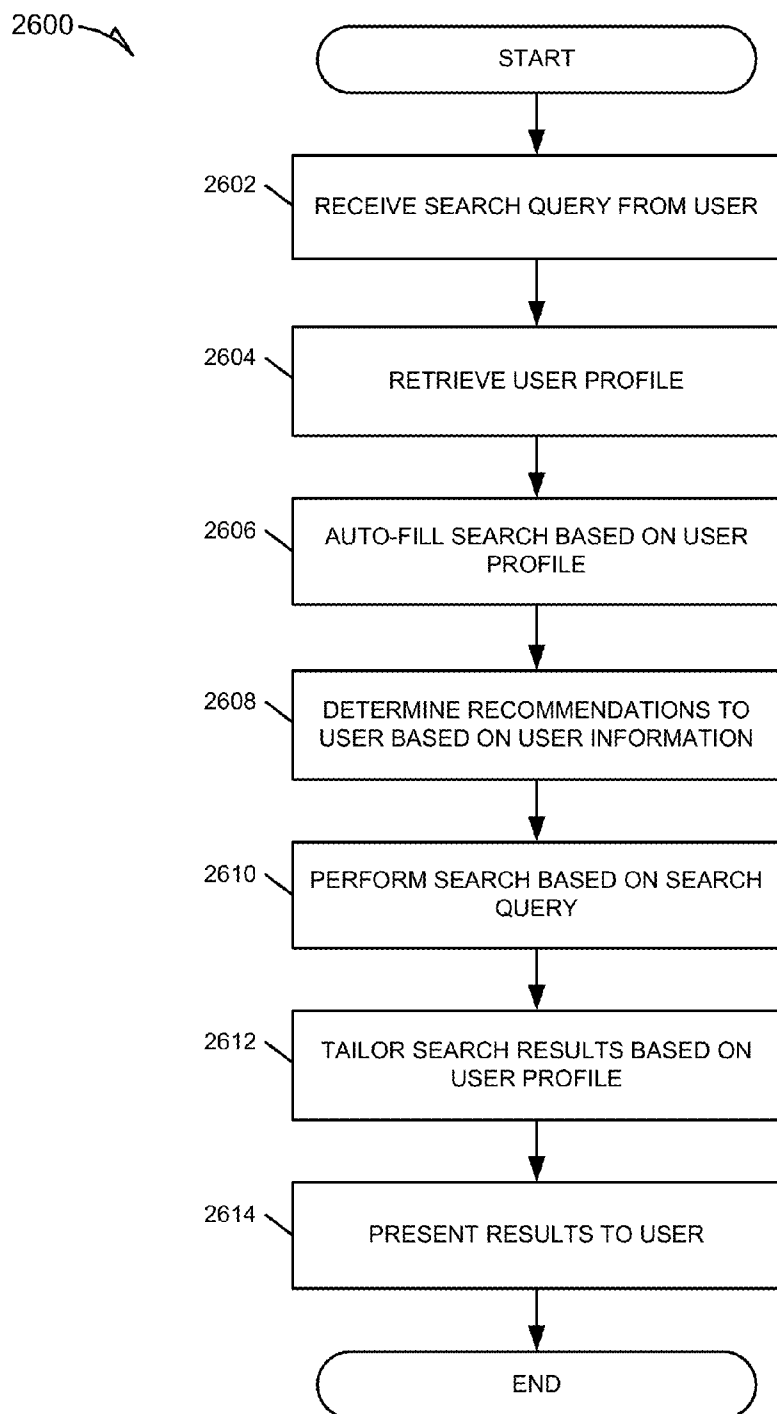 2600
START
2602
RECEIVE SEARCH QUERY FROM USER
2604
RETRIEVE USER PROFILE
2606
AUTO-FILL SEARCH BASED ON USER
PROFILE
2608
DETERMINE RECOMMENDATIONS TO
USER BASED ON USER INFORMATION
2610
PERFORM SEARCH BASED ON SEARCH
QUERY
2612
TAILOR SEARCH RESULTS BASED ON
USER PROFILE
2614
PRESENT RESULTS TO USER
END